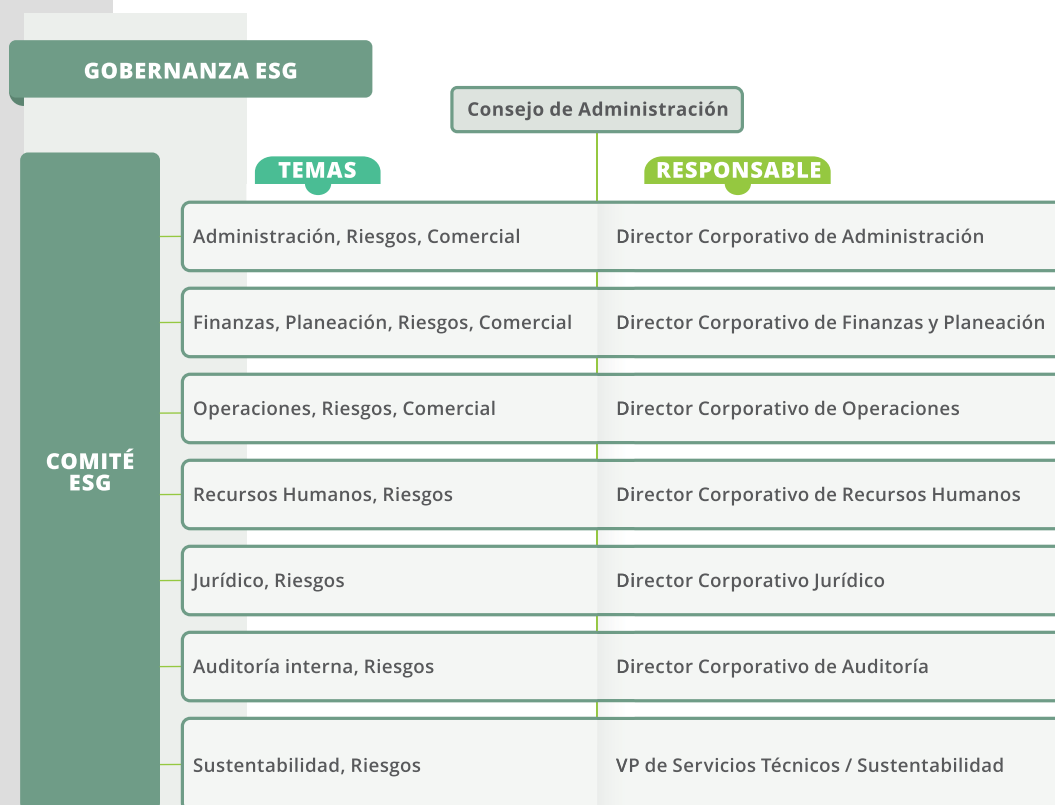 GOBERNANZA ESG
Consejo de Administración
TEMAS
RESPONSABLE
COMITÉ
ESG
Administración, Riesgos, Comercial
Director Corporativo de Administración
Finanzas, Planeación, Riesgos, Comercial
Director Corporativo de Finanzas y Planeación
Operaciones, Riesgos, Comercial
Director Corporativo de Operaciones
Recursos Humanos, Riesgos
Director Corporativo de Recursos Humanos
Jurídico, Riesgos
Director Corporativo Jurídico
Auditoría interna, Riesgos
Director Corporativo de Auditoría
Sustentabilidad, Riesgos
VP de Servicios Técnicos / Sustentabilidad